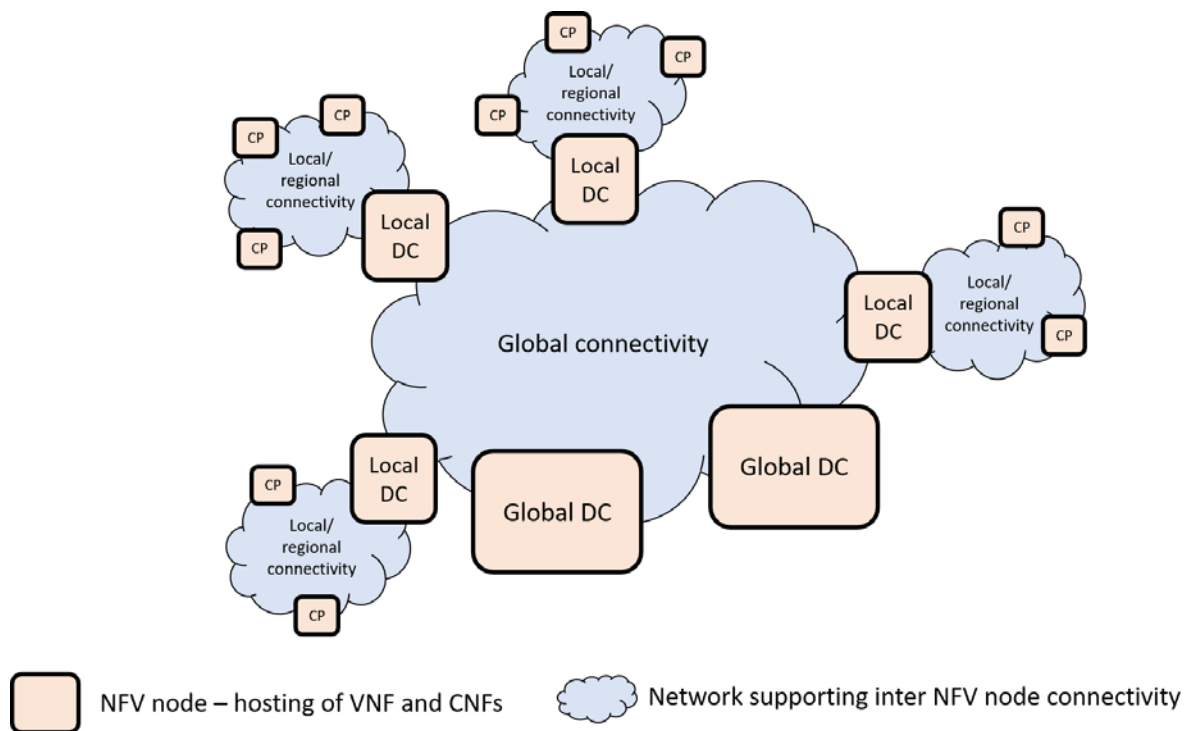 CP
CP
CP
Local/
regional
connectivity
Local
DC
CP
CP
CP
Local/
regional
connectivity
Local
DC
CP
CP
Local/
regional
connectivity
Local
DC
Global connectivity
Global DC
Global DC
Local
DC
CP
Local/
regional
connectivity
CP
NFV node – hosting of VNF and CNFs
Network supporting inter NFV node connectivity